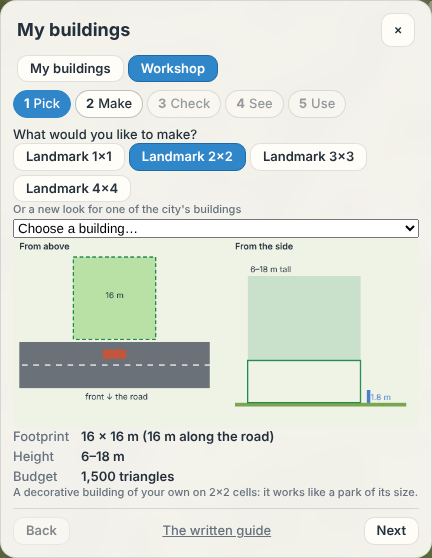 My buildings
×
My buildings Workshop
1 Pick 2 Make 3 Check 4 See 5 Use
What would you like to make?
Landmark 1×1 Landmark 2×2 Landmark 3×3
Landmark 4×4
Or a new look for one of the city's buildings
Choose a building...
From above From the side
6–18 m tall
16 m
1.8 m
front ↓ the road
Footprint 16 × 16 m (16 m along the road)
Height 6–18 m
Budget 1,500 triangles
A decorative building of your own on 2×2 cells: it works like a park of its size.
Back The written guide Next